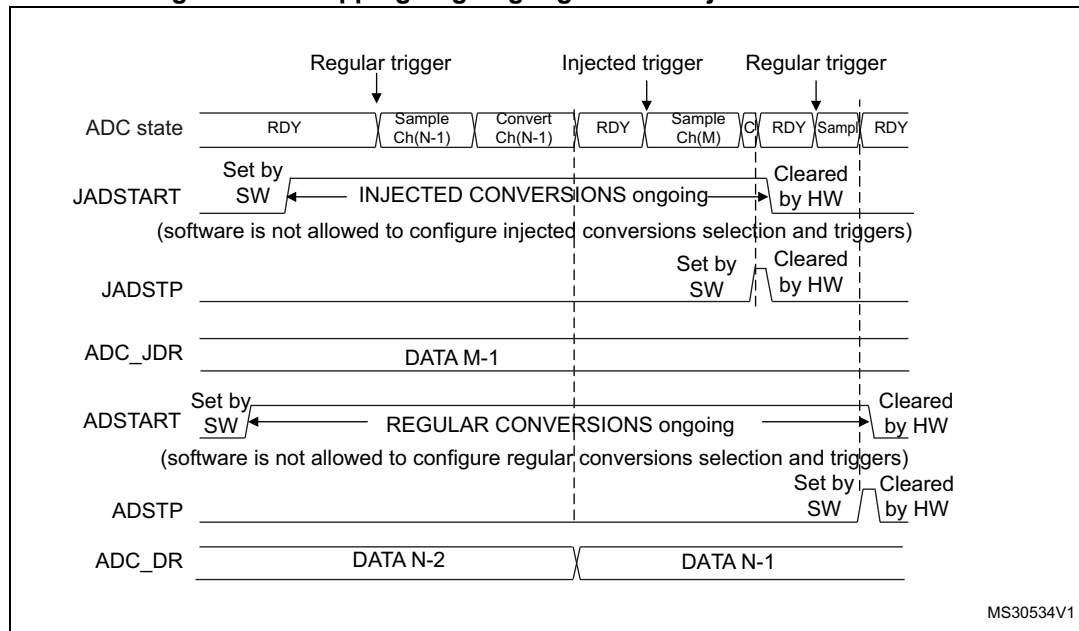 Regular trigger Injected trigger Regular trigger
ADC state RDY Sample Ch(N-1) Convert Ch(N-1) RDY Sample Ch(M) C RDY Sampl RDY
JADSTART Set by SW INJECTED CONVERSIONS ongoing Cleared by HW
(software is not allowed to configure injected conversions selection and triggers)
JADSTP Set by SW Cleared by HW
ADC_JDR DATA M-1
ADSTART Set by SW REGULAR CONVERSIONS ongoing Cleared by HW
(software is not allowed to configure regular conversions selection and triggers)
ADSTP Set by SW Cleared by HW
ADC_DR DATA N-2 DATA N-1
MS30534V1